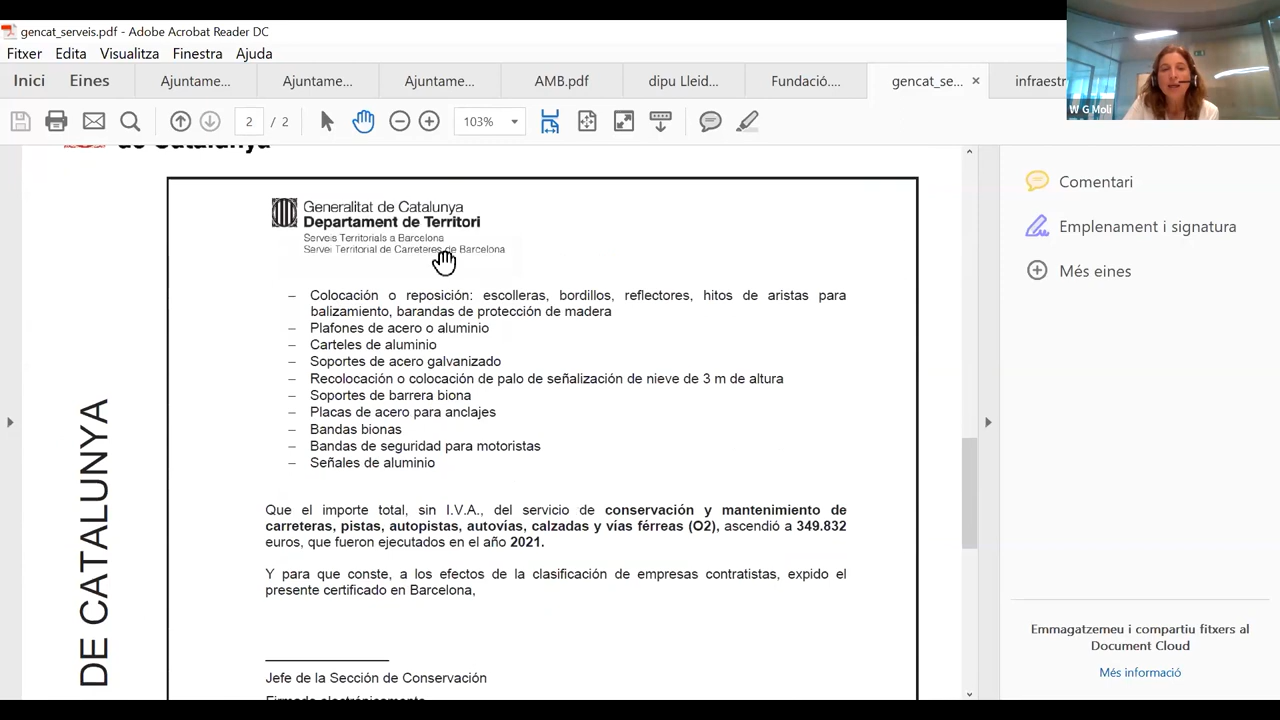 gencat_serveis.pdf - Adobe Acrobat Reader DC
Fitxer Edita Visualitza Finestra Ajuda
Inici Eines Ajuntame... Ajuntame... Ajuntame... AMB.pdf dipu Lleid... Fundació.... gencat_se... × infraestr
2 / 2 103%
W G Moli
de Catalunya
Generalitat de Catalunya
Departament de Territori
Serveis Territorials a Barcelona
Servei Territorial de Carreteres de Barcelona
– Colocación o reposición: escolleras, bordillos, reflectores, hitos de aristas para
balizamiento, barandas de protección de madera
– Plafones de acero o aluminio
– Carteles de aluminio
– Soportes de acero galvanizado
– Recolocación o colocación de palo de señalización de nieve de 3 m de altura
– Soportes de barrera biona
– Placas de acero para anclajes
– Bandas bionas
– Bandas de seguridad para motoristas
– Señales de aluminio
Que el importe total, sin I.V.A., del servicio de conservación y mantenimiento de
carreteras, pistas, autopistas, autovías, calzadas y vías férreas (O2), ascendió a 349.832
euros, que fueron ejecutados en el año 2021.
Y para que conste, a los efectos de la clasificación de empresas contratistas, expido el
presente certificado en Barcelona,
Jefe de la Sección de Conservación
Firmado electrónicamente
DE CATALUNYA
Comentari
Emplenament i signatura
Més eines
Emmagatzemeu i compartiu fitxers al
Document Cloud
Més informació